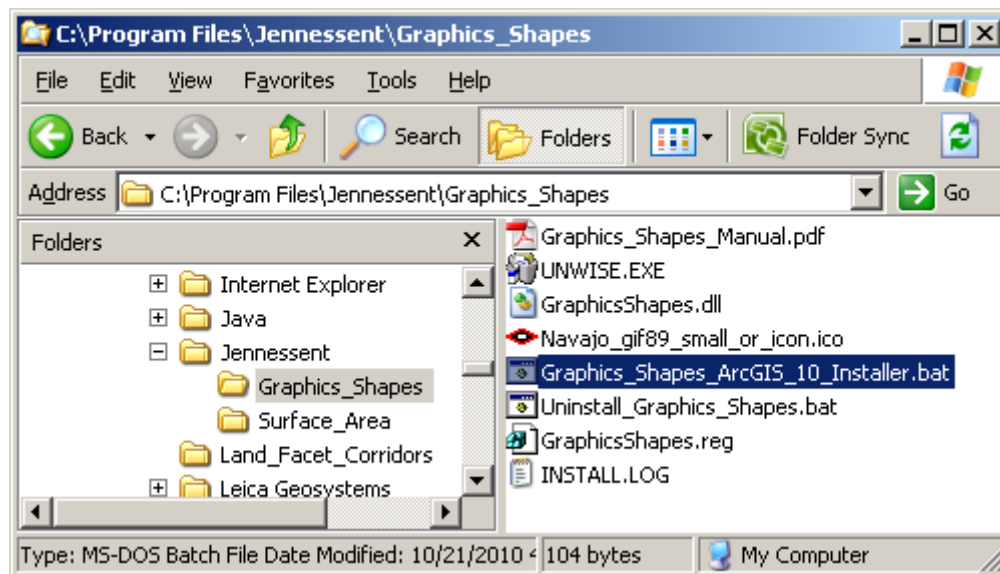 C:\Program Files\Jennessent\Graphics_Shapes
File Edit View Favorites Tools Help
Back Search Folders Folder Sync
Address C:\Program Files\Jennessent\Graphics_Shapes Go
Folders
Internet Explorer
Java
Jennessent
Graphics_Shapes
Surface_Area
Land_Facet_Corridors
Leica Geosystems
Graphics_Shapes_Manual.pdf
UNWISE.EXE
GraphicsShapes.dll
Navajo_gif89_small_or_icon.ico
Graphics_Shapes_ArcGIS_10_Installer.bat
Uninstall_Graphics_Shapes.bat
GraphicsShapes.reg
INSTALL.LOG
Type: MS-DOS Batch File Date Modified: 10/21/2010 104 bytes My Computer